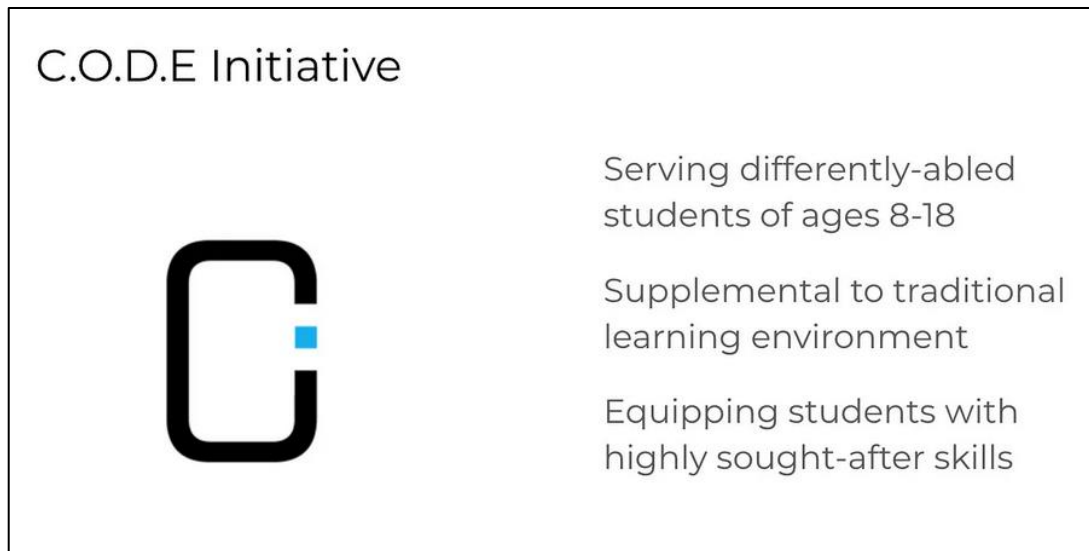 C.O.D.E Initiative
Serving differently-abled
students of ages 8-18
Supplemental to traditional
learning environment
Equipping students with
highly sought-after skills